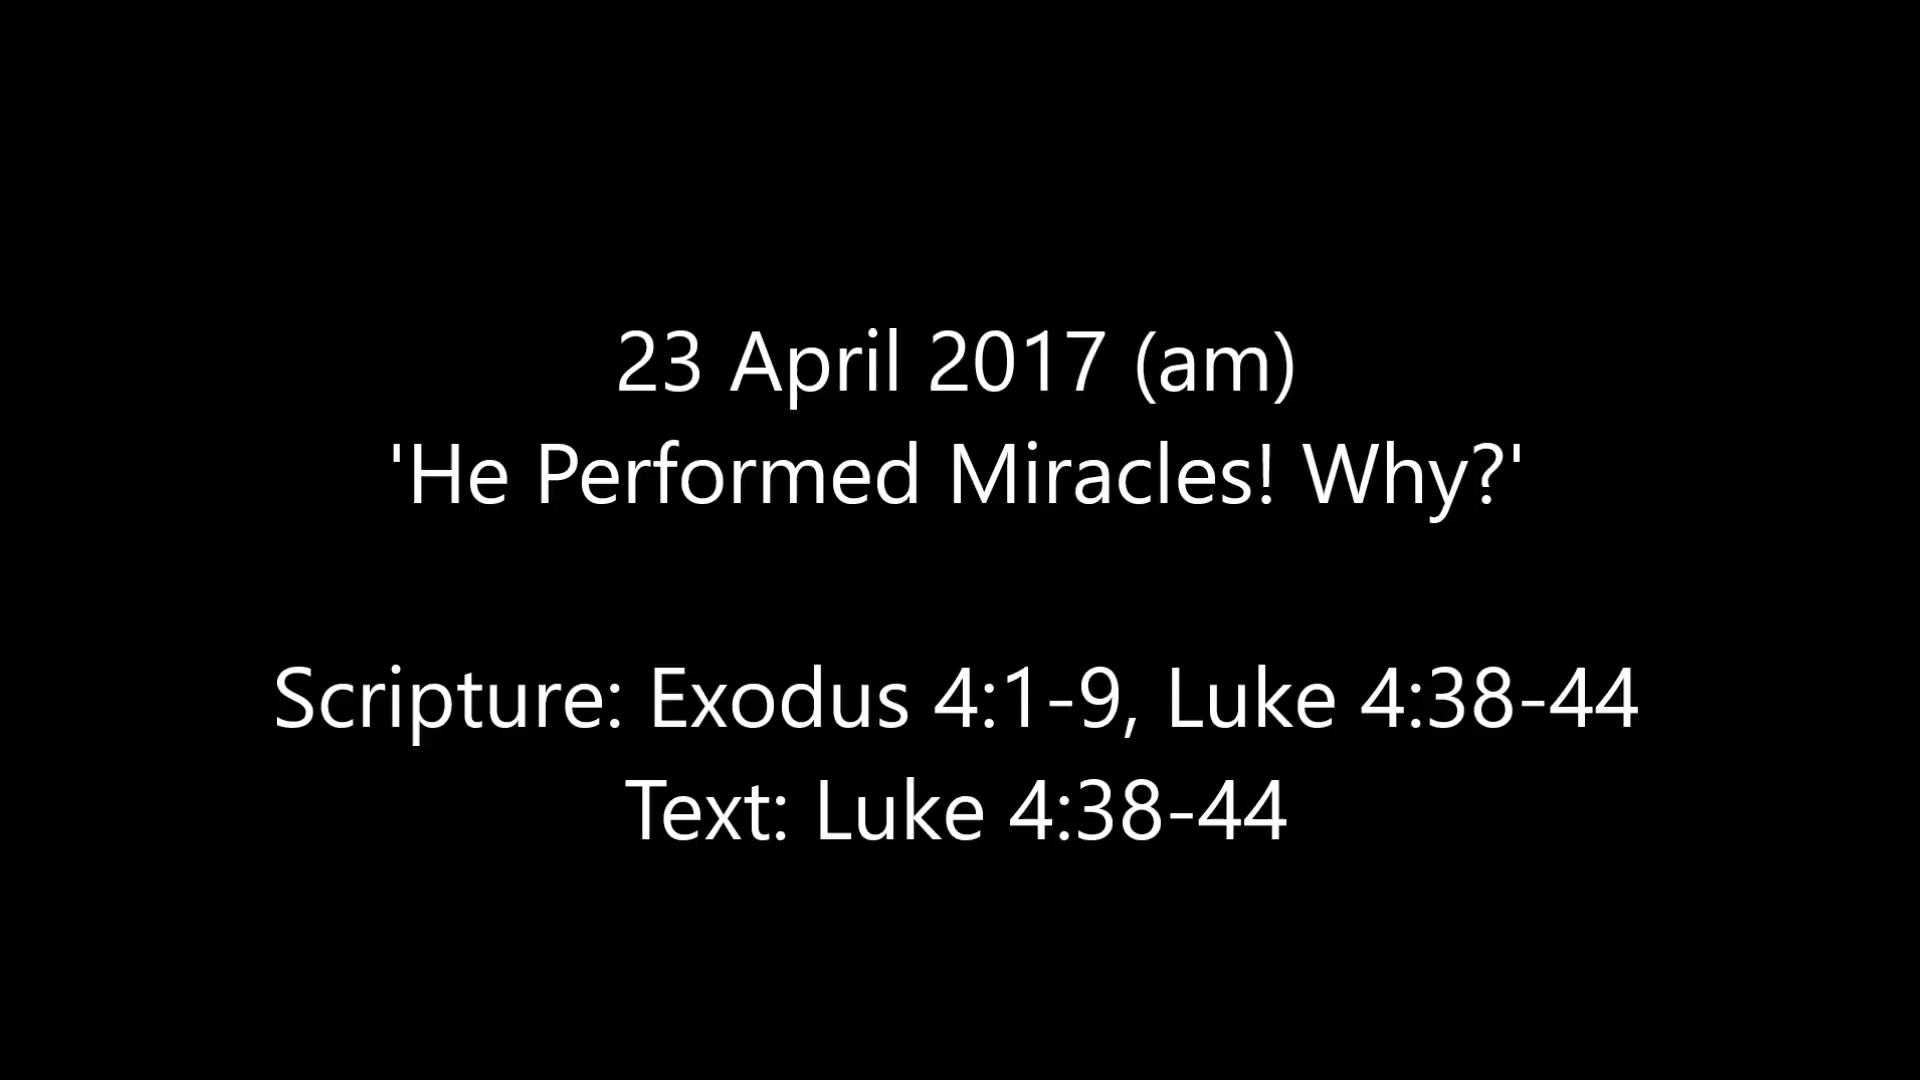 23 April 2017 (am)
'He Performed Miracles! Why?'
Scripture: Exodus 4:1-9, Luke 4:38-44
Text: Luke 4:38-44